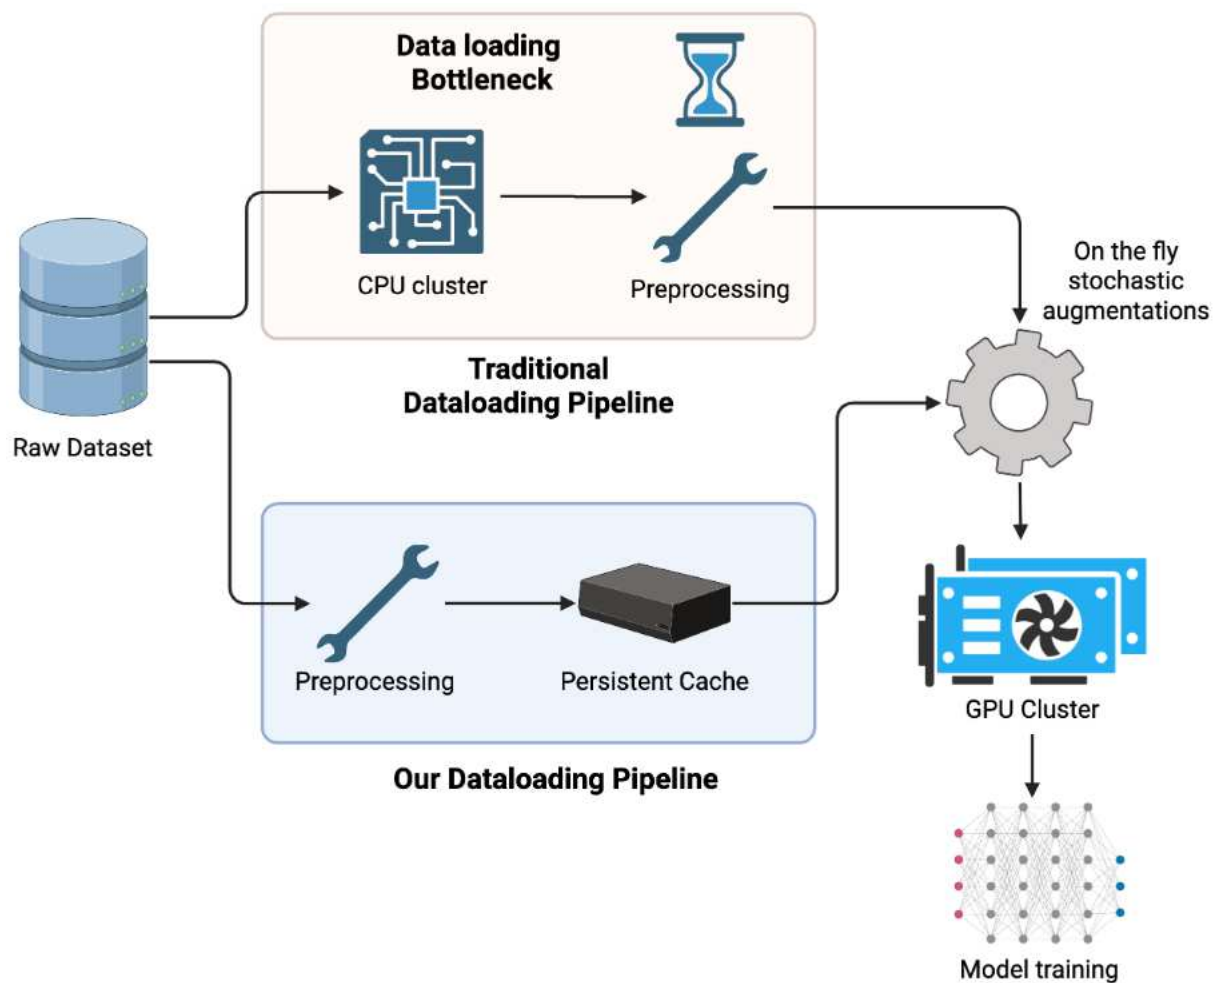 Data loading
Bottleneck
CPU cluster
Preprocessing
On the fly
stochastic
augmentations
Traditional
Dataloading Pipeline
Raw Dataset
Preprocessing
Persistent Cache
Our Dataloading Pipeline
GPU Cluster
Model training